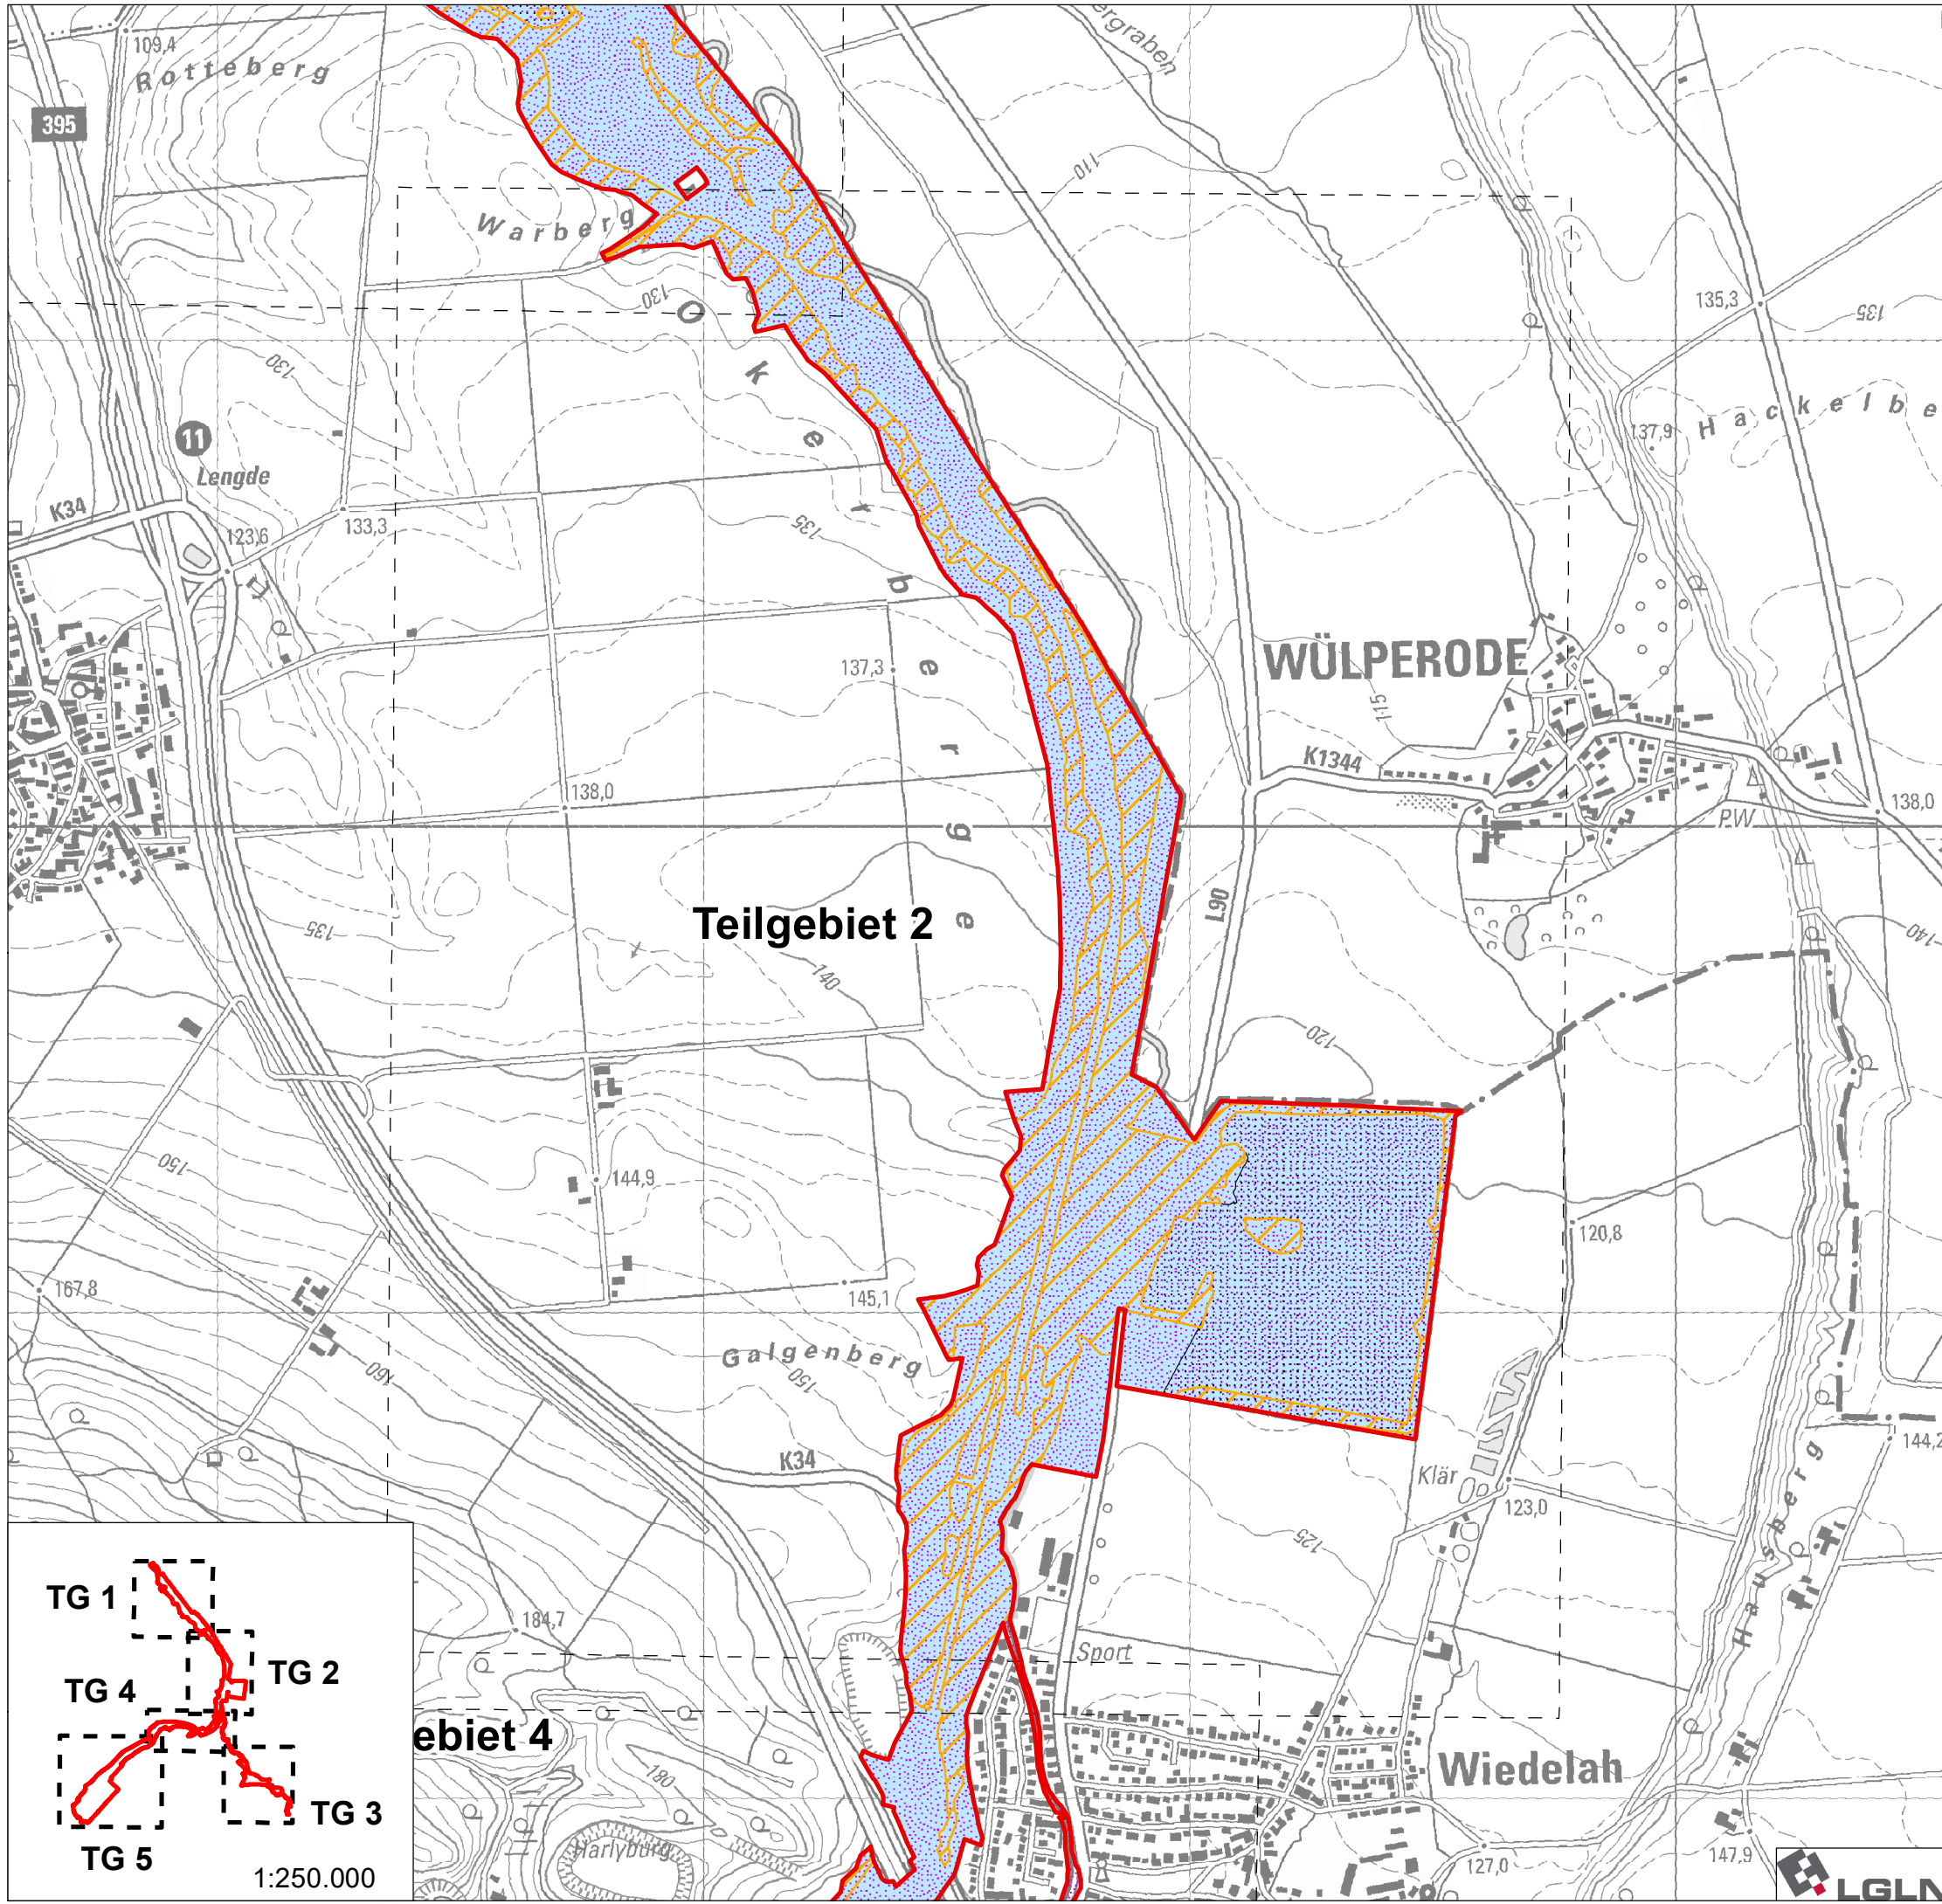 109,4
Rotteberg
ergraben
395
110
Warberg
130
135,3
135
Okerberge
130
Hackelbe
137,9
11
Lengde
K34
123,6
133,3
135
WÜLPERODE
137,3
115
K1344
138,0
138,0
PW
L90
Teilgebiet 2
135
140
140
120
150
144,9
120,8
167,8
145,1
Galgenberg
150
160
K34
Klär
144,2
123,0
125
Hausberg
184,7
Sport
TG 1
TG 2
TG 4
TG 3
TG 5
1:250.000
ebiet 4
180
Wiedelah
Harlyburg
127,0
147,9
LGLN